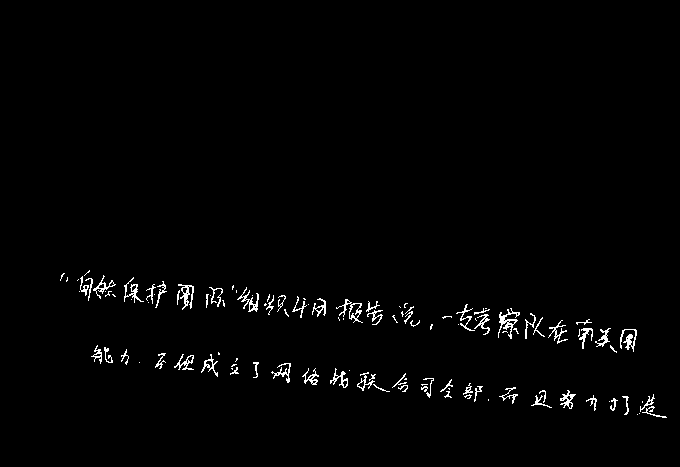 “自然保护国际”组织4日报告说，一支考察队在南美国
能力，不但成立了网络战联合司令部，而且努力打造